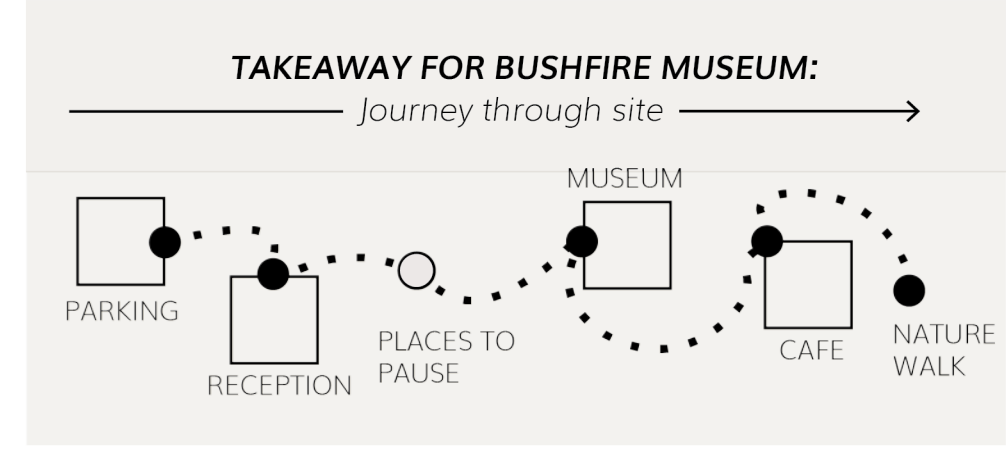 TAKEAWAY FOR BUSHFIRE MUSEUM:
Journey through site
MUSEUM
PARKING
RECEPTION
PLACES TO
PAUSE
CAFE
NATURE
WALK